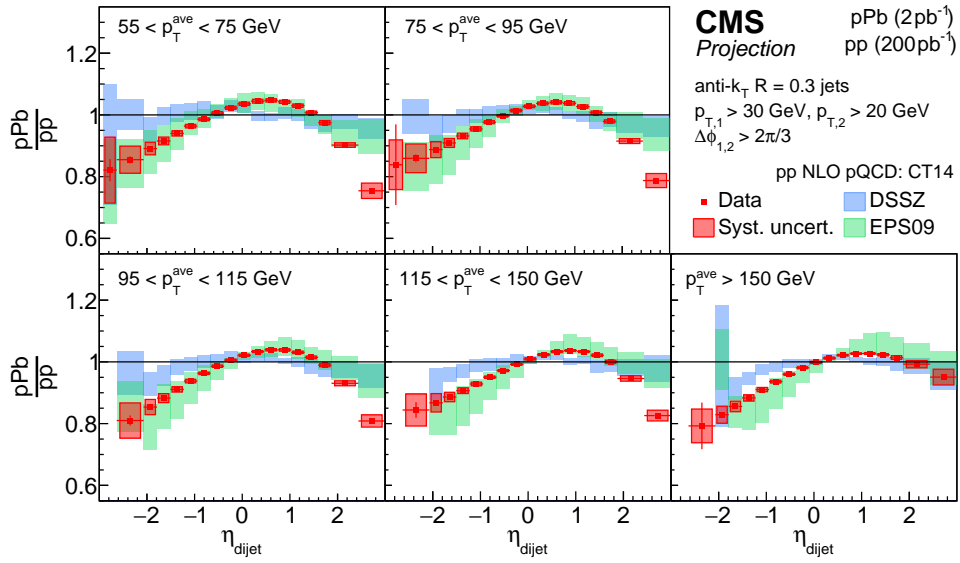 55 < p_T^ave < 75 GeV
75 < p_T^ave < 95 GeV
CMS
Projection
pPb (2pb⁻¹)
pp (200pb⁻¹)
anti-k_T R = 0.3 jets
p_T,1 > 30 GeV, p_T,2 > 20 GeV
Δϕ_1,2 > 2π/3
pp NLO pQCD: CT14
Data
DSSZ
Syst. uncert.
EPS09
pPb
pp
1.2
1
0.8
0.6
95 < p_T^ave < 115 GeV
115 < p_T^ave < 150 GeV
p_T^ave > 150 GeV
pPb
pp
1.2
1
0.8
0.6
−2 −1 0 1 2
−2 −1 0 1 2
−2 −1 0 1 2
η_dijet
η_dijet
η_dijet